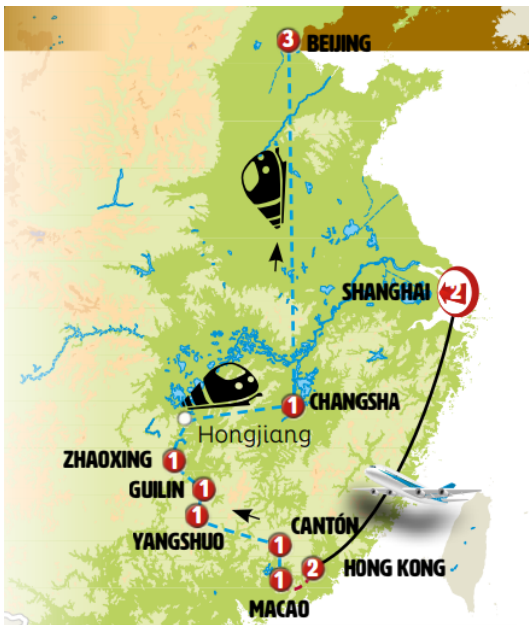 3 BEIJING
SHANGHAI 2
1 CHANGSHA
Hongjiang
ZHAOXING 1
GUILIN 1
1
YANGSHUO
CANTÓN
1
2 HONG KONG
1
MACAO